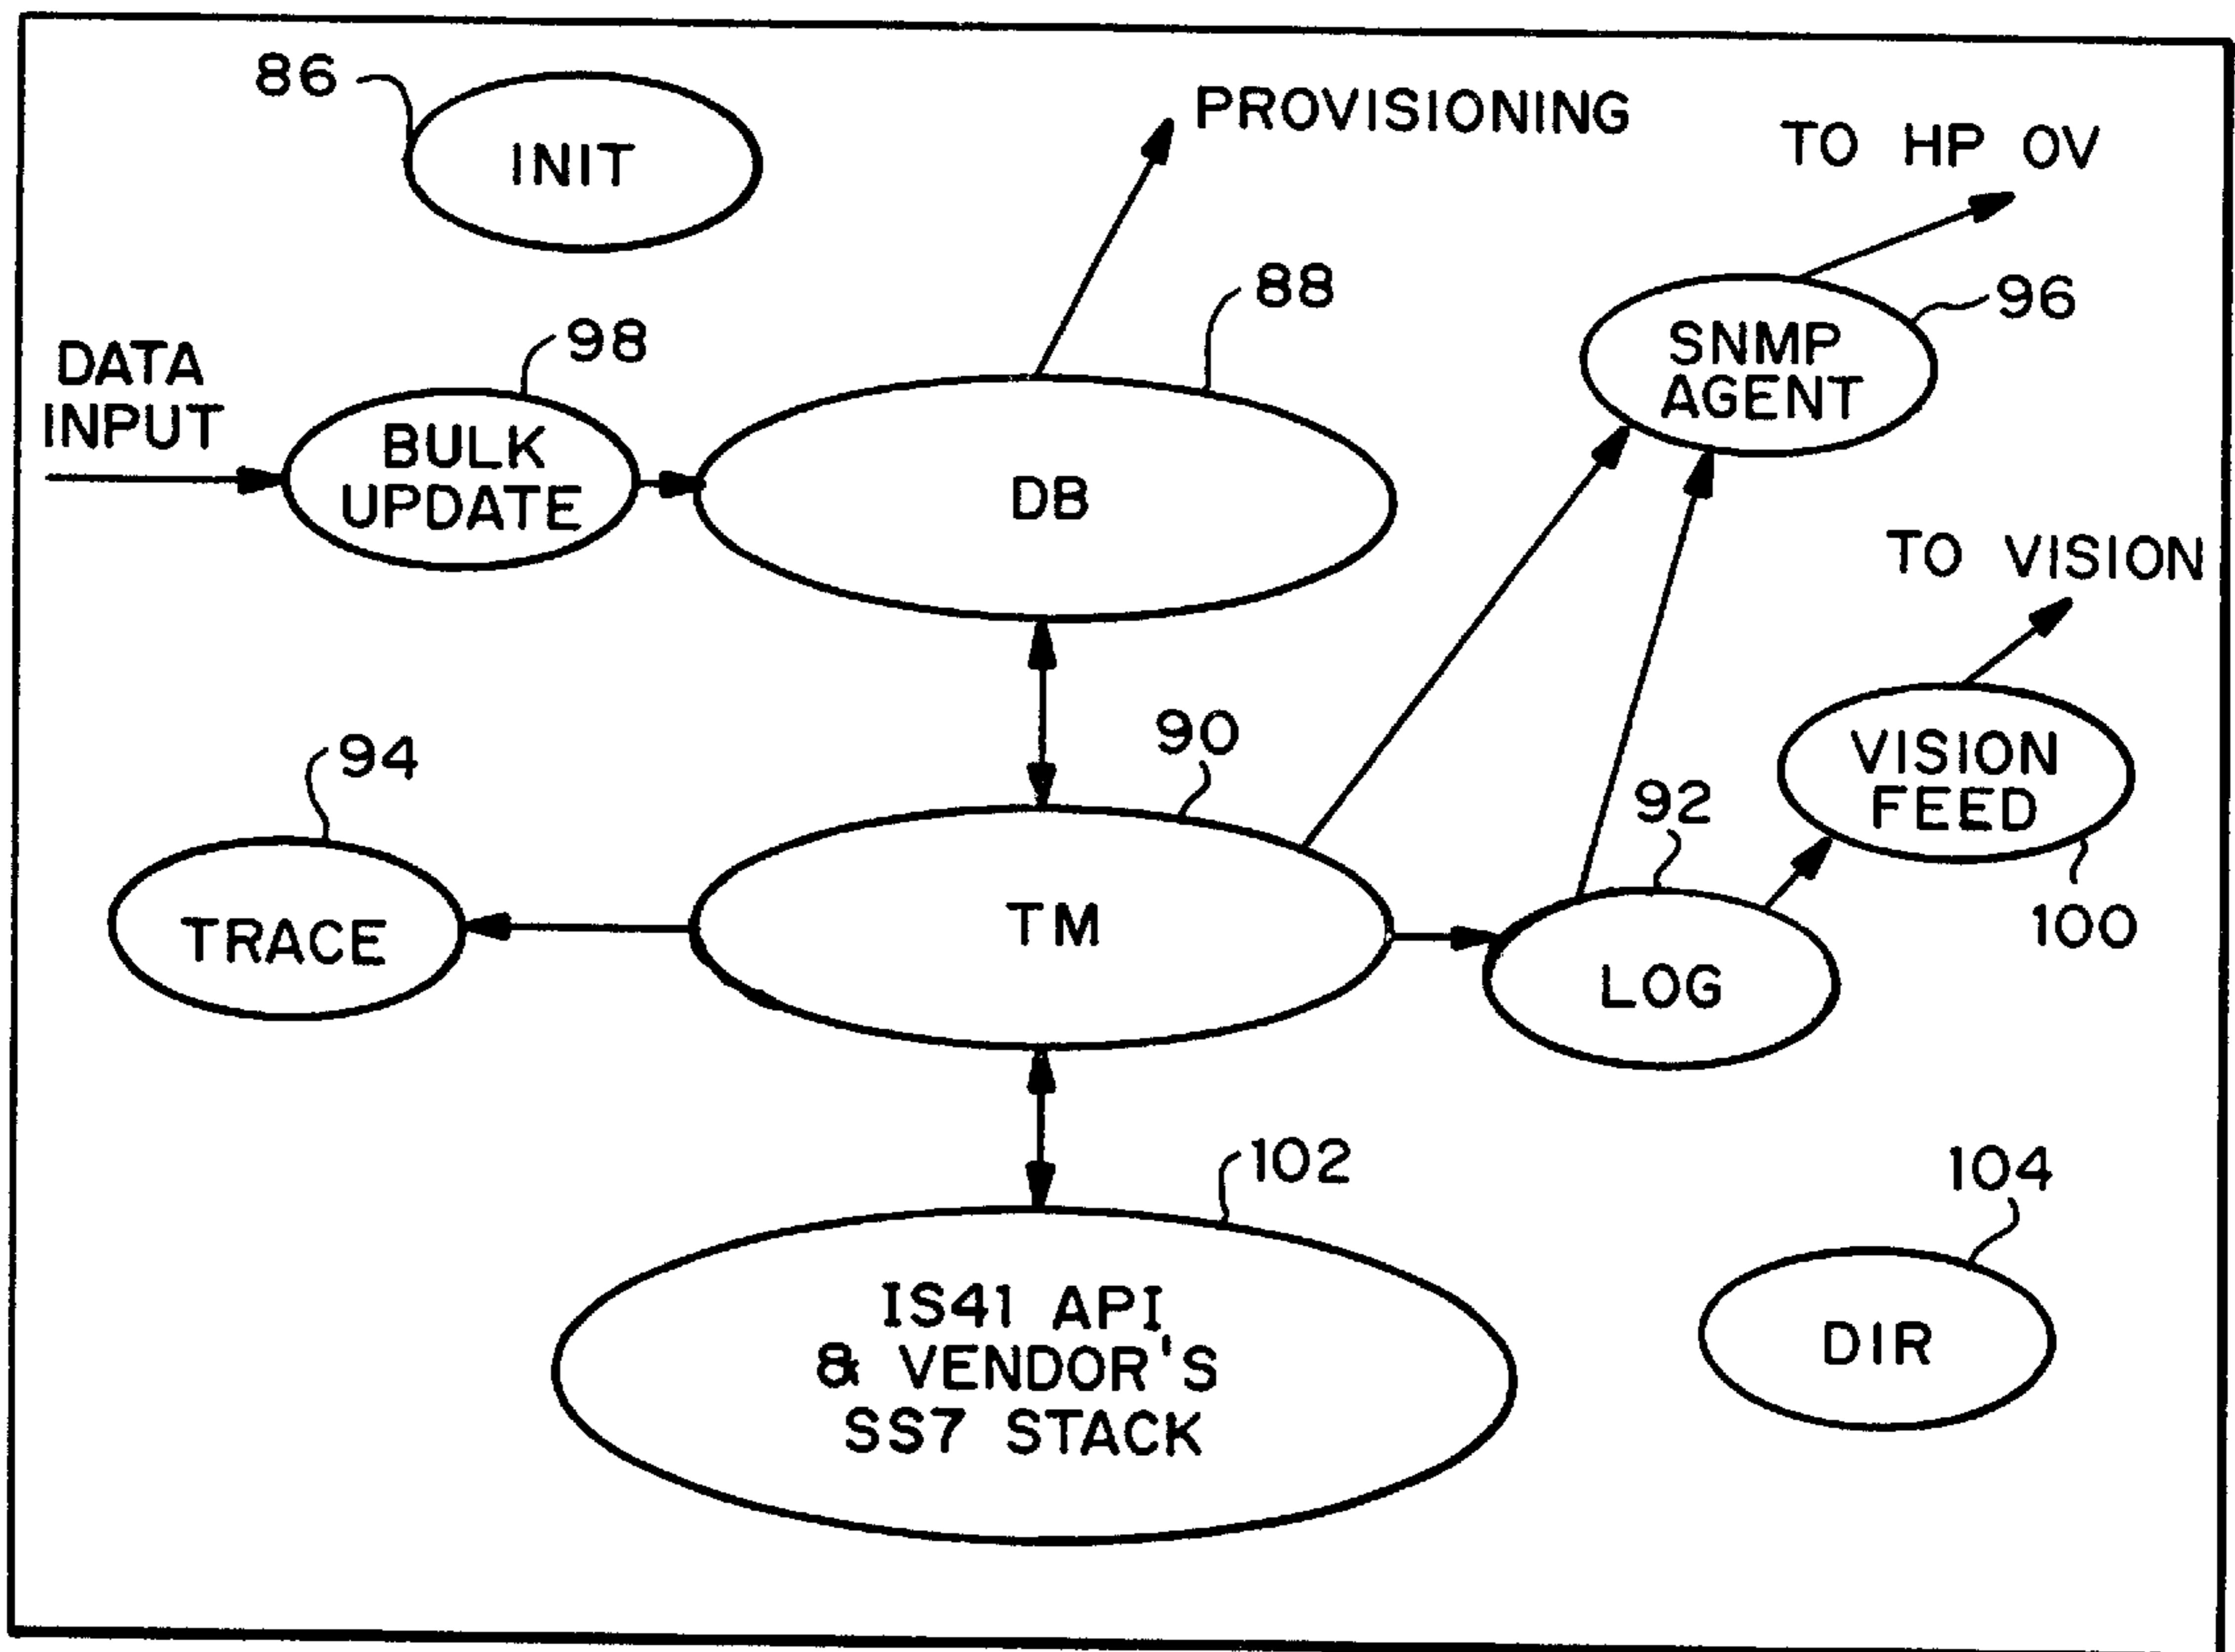 86
INIT
PROVISIONING
TO HP OV
88
96
SNMP
AGENT
98
DATA
INPUT
BULK
UPDATE
DB
TO VISION
94
90
92
VISION
FEED
100
TRACE
TM
LOG
102
104
IS41 API
& VENDOR'S
SS7 STACK
DIR